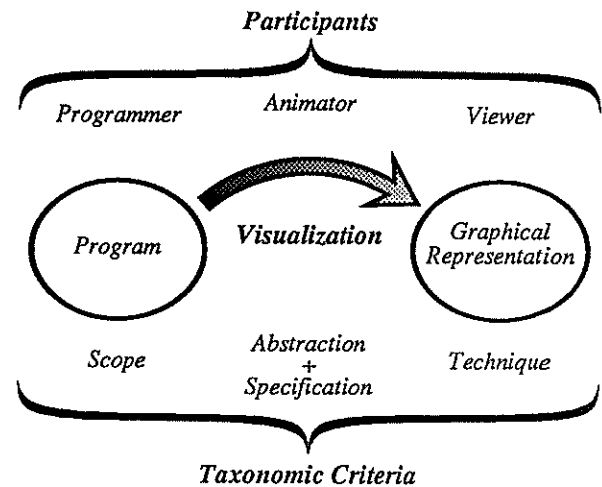 Participants
Programmer Animator Viewer
Program Visualization Graphical Representation
Scope Abstraction + Specification Technique
Taxonomic Criteria